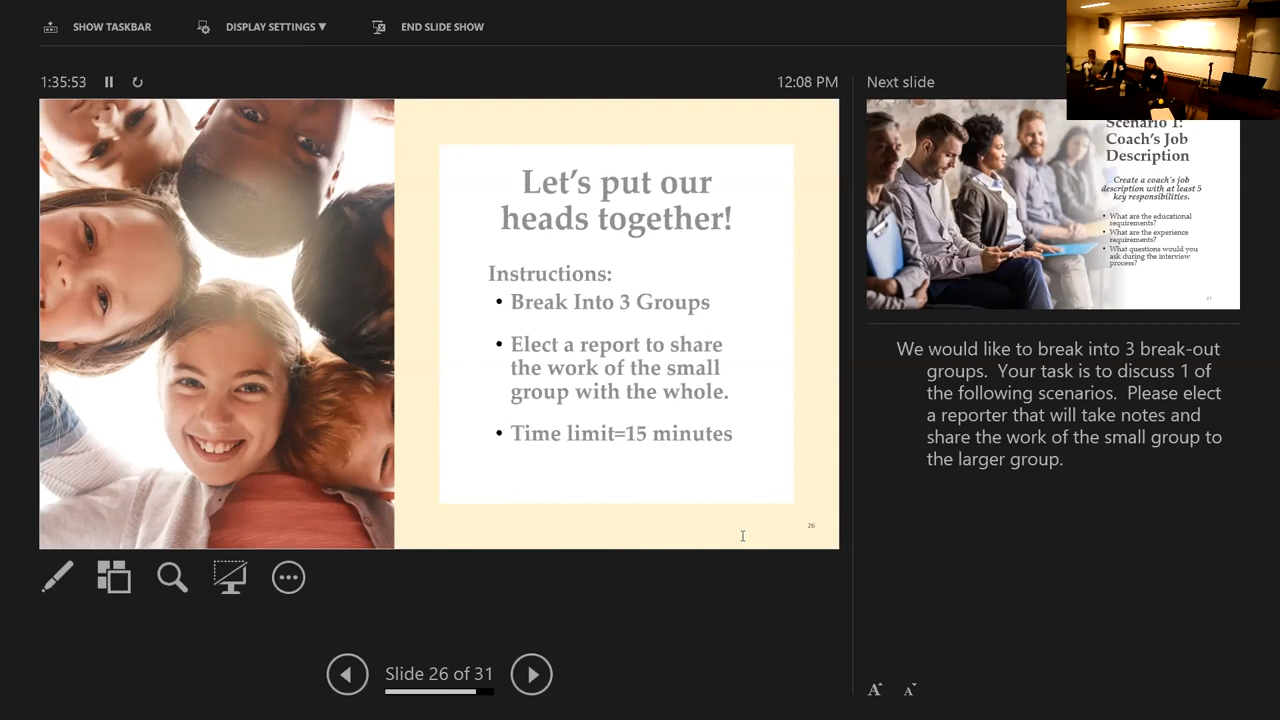 SHOW TASKBAR
DISPLAY SETTINGS ▼
END SLIDE SHOW
1:35:53
12:08 PM
Let's put our
heads together!
Instructions:
• Break Into 3 Groups
• Elect a report to share
the work of the small
group with the whole.
• Time limit=15 minutes
26
Next slide
Scenario 1:
Coach's Job
Description
Create a coach's job
description with at least 5
key responsibilities.
• What are the educational
requirements?
• What are the experience
requirements?
• What questions would you
ask during the interview
process?
27
We would like to break into 3 break-out
groups. Your task is to discuss 1 of
the following scenarios. Please elect
a reporter that will take notes and
share the work of the small group to
the larger group.
Slide 26 of 31
A A